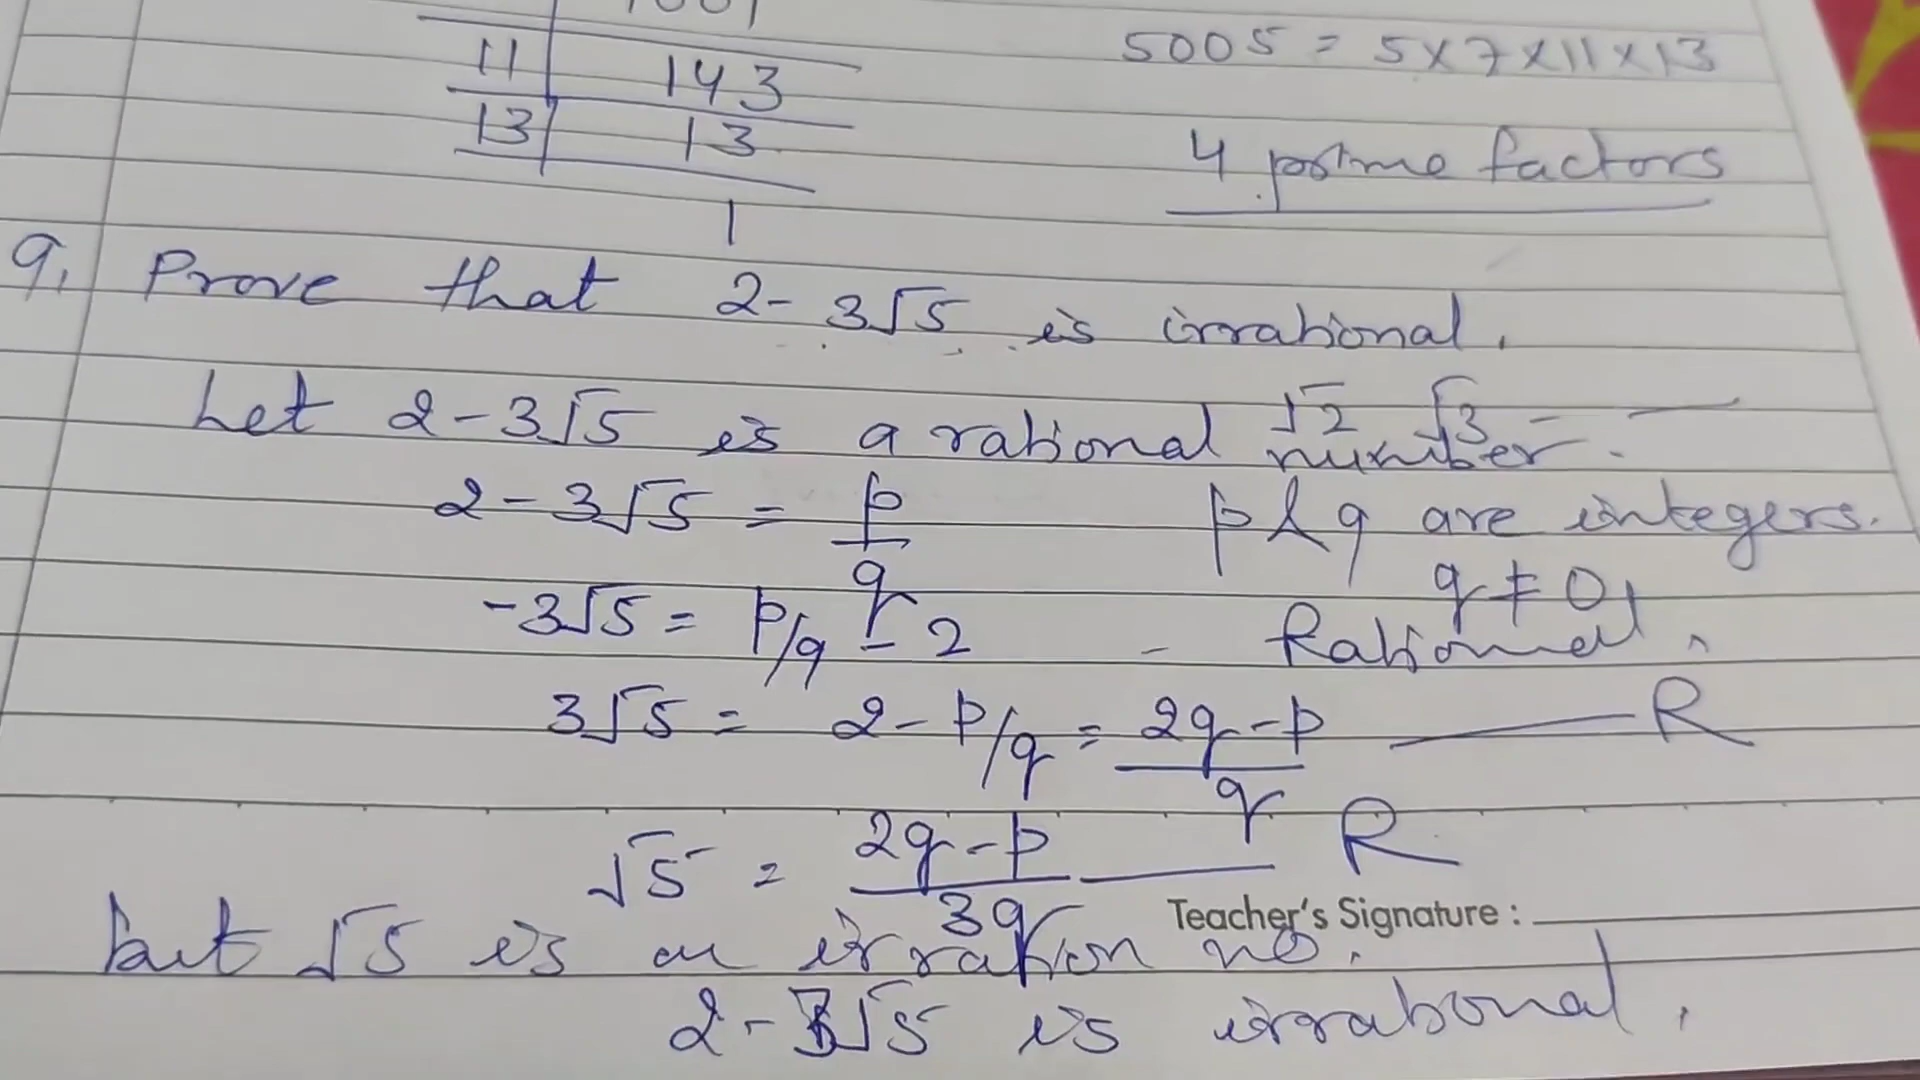 11 | 143
13 | 13
1
5005 = 5×7×11×13
4 prime factors
9. Prove that 2-3√5 is irrational.
√2 √3 - —
Let 2-3√5 is a rational number.
2-3√5 = p/q
p & q are integers.
q ≠ 0,
-3√5 = p/q - 2 - Rational.
3√5 = 2-p/q = (2q-p)/q — R
√5 = (2q-p)/3q — R
Teacher's Signature :
but √5 is an irration no.
2-3√5 is irrational.